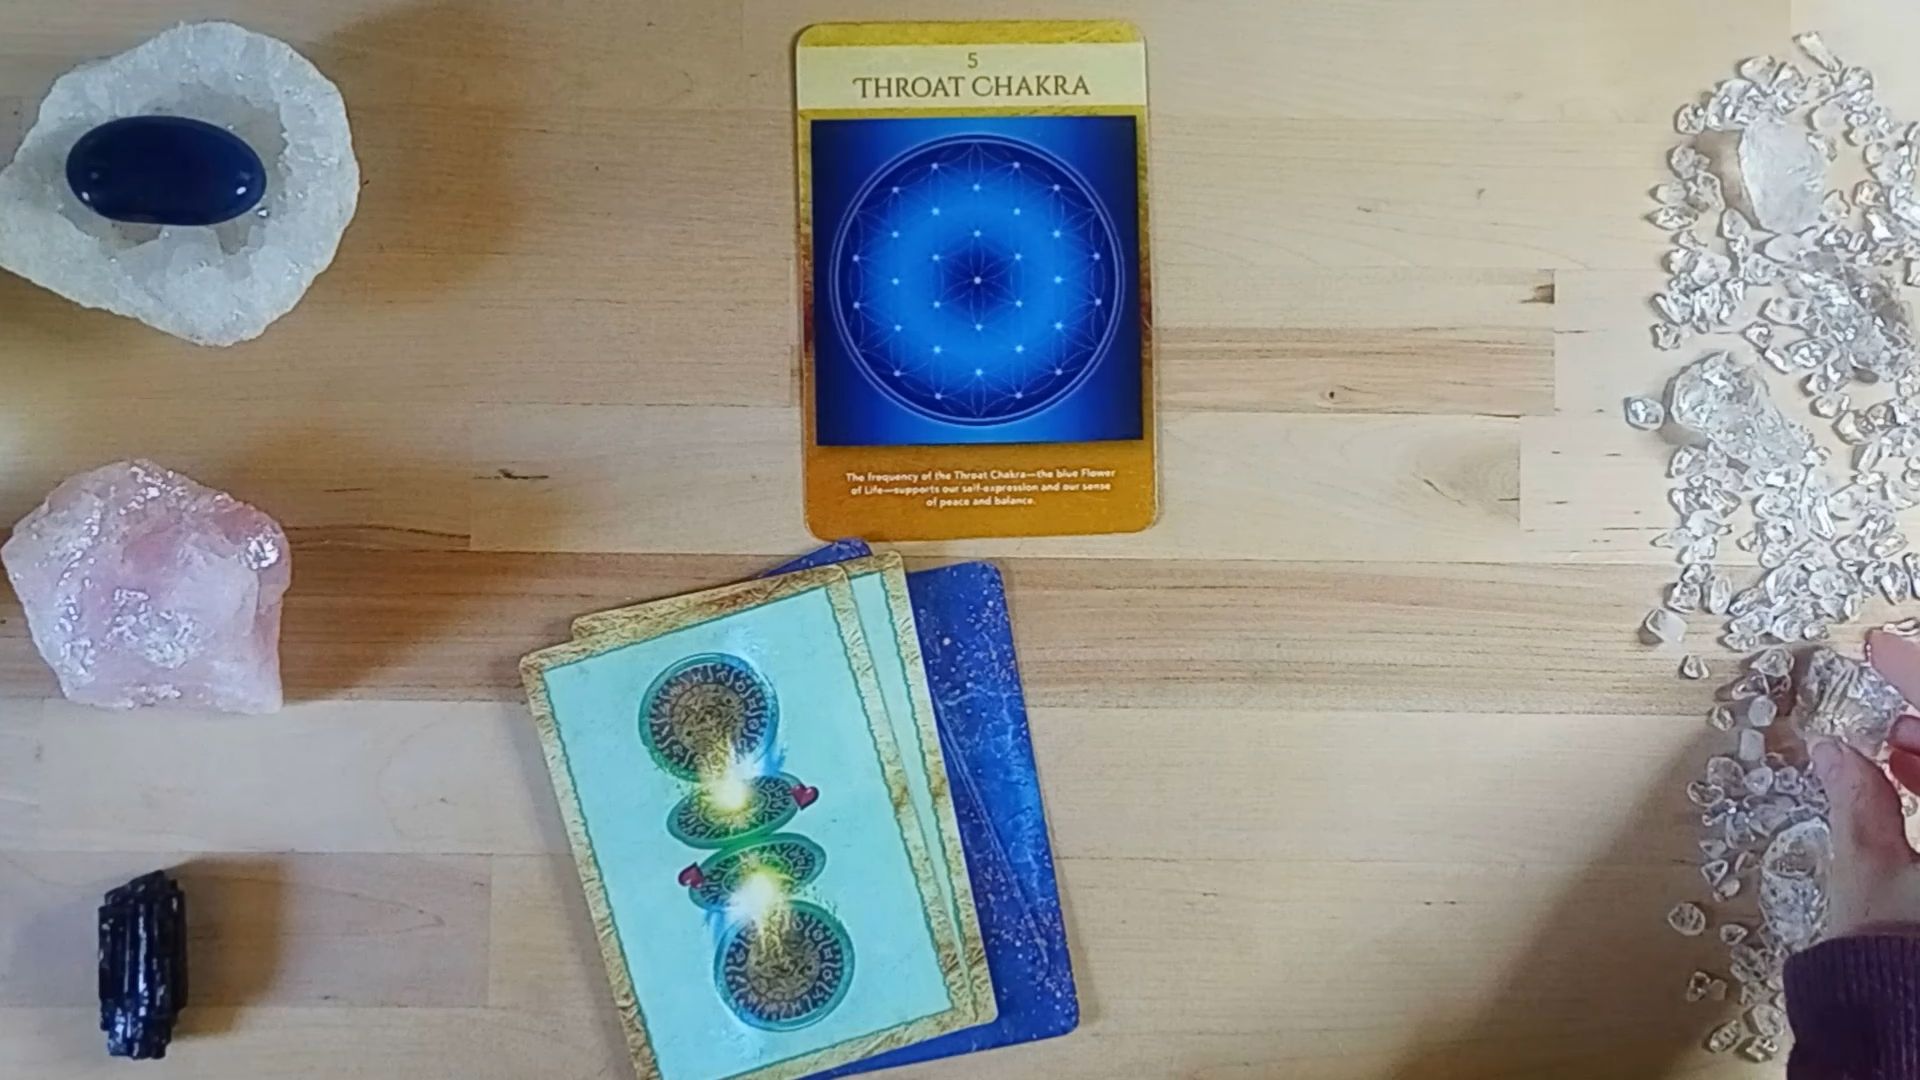 5
THROAT CHAKRA
The frequency of the Throat Chakra—the blue Flower
of Life—supports our self-expression and our sense
of peace and balance.